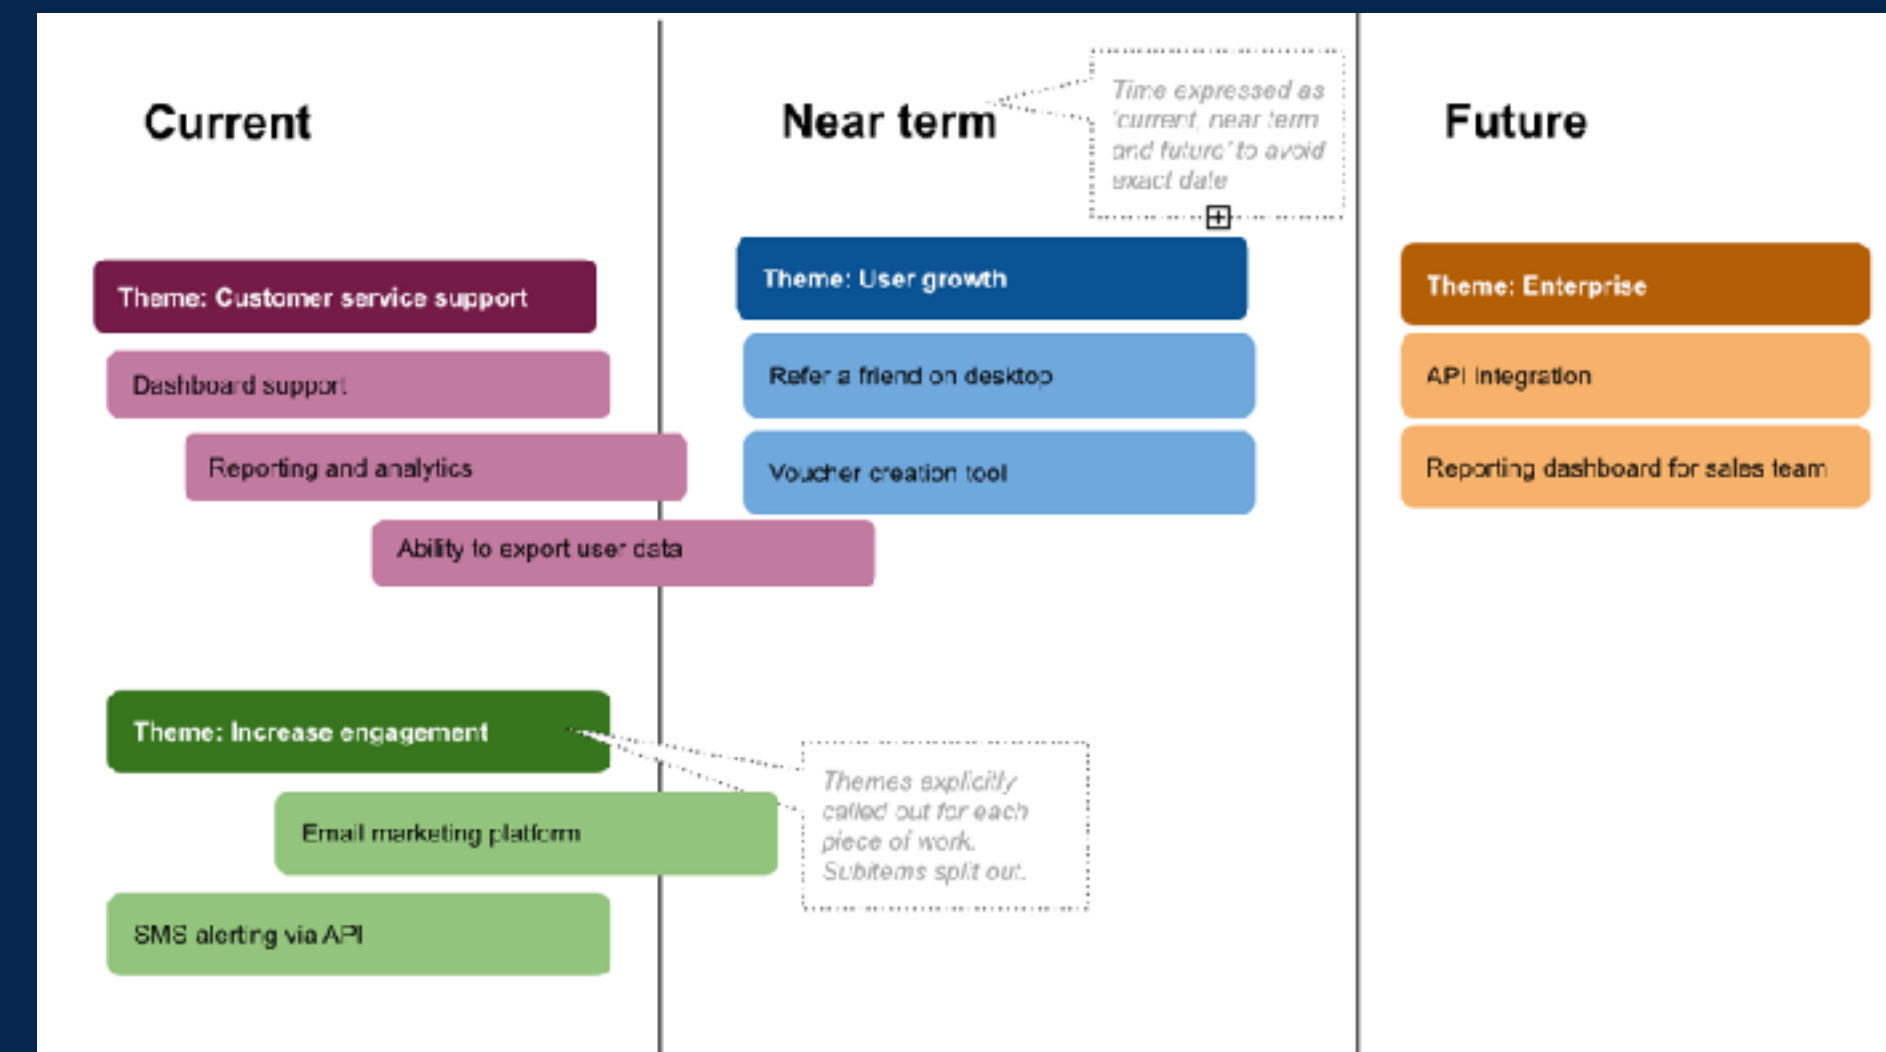 Current
Near term
Time expressed as
'current, near term
and future' to avoid
exact date
Future
Theme: Customer service support
Dashboard support
Reporting and analytics
Ability to export user data
Theme: User growth
Refer a friend on desktop
Voucher creation tool
Theme: Enterprise
API Integration
Reporting dashboard for sales team
Theme: Increase engagement
Email marketing platform
SMS alerting via API
Themes explicitly
called out for each
piece of work.
Subitems split out.